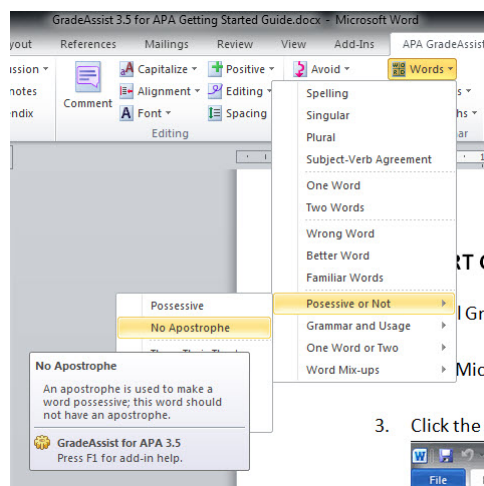 GradeAssist 3.5 for APA Getting Started Guide.docx - Microsoft Word
yout References Mailings Review View Add-Ins APA GradeAssist
ussion Capitalize Positive Avoid Words
notes Comment Alignment Editing
ndix Font Spacing
Editing
Spelling
Singular
Plural
Subject-Verb Agreement
One Word
Two Words
Wrong Word
Better Word
Familiar Words
Posessive or Not
Grammar and Usage
One Word or Two
Word Mix-ups
Possessive
No Apostrophe
No Apostrophe
An apostrophe is used to make a
word possessive; this word should
not have an apostrophe.
GradeAssist for APA 3.5
Press F1 for add-in help.
3. Click the
File